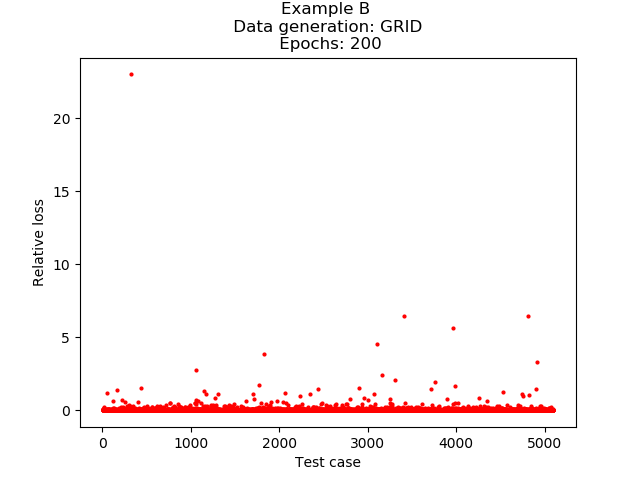 Example B
Data generation: GRID
Epochs: 200
Relative loss
20
15
10
5
0
0 1000 2000 3000 4000 5000
Test case